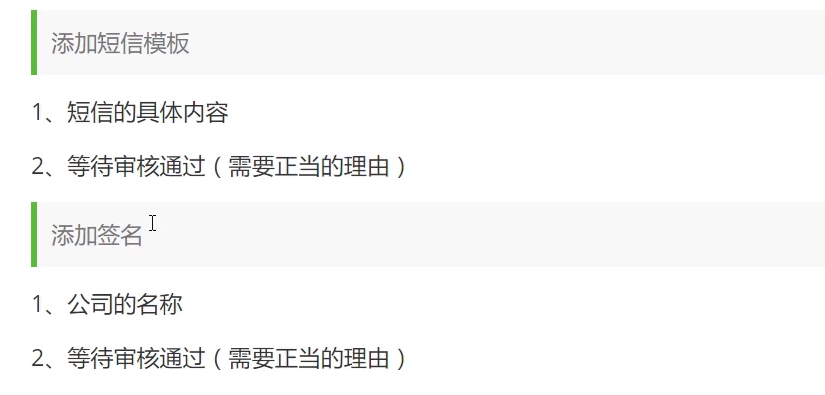 添加短信模板
1、短信的具体内容
2、等待审核通过（需要正当的理由）
添加签名
1、公司的名称
2、等待审核通过（需要正当的理由）